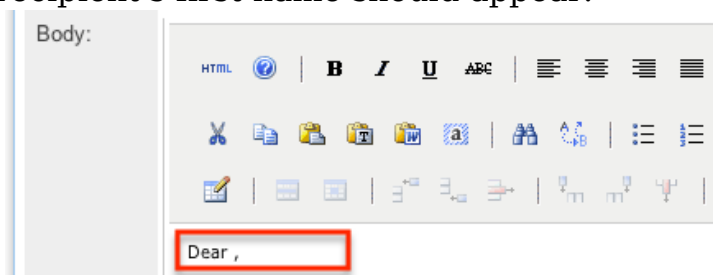 recipient's first name should appear.
Body:
HTML B I U ABC
Dear ,